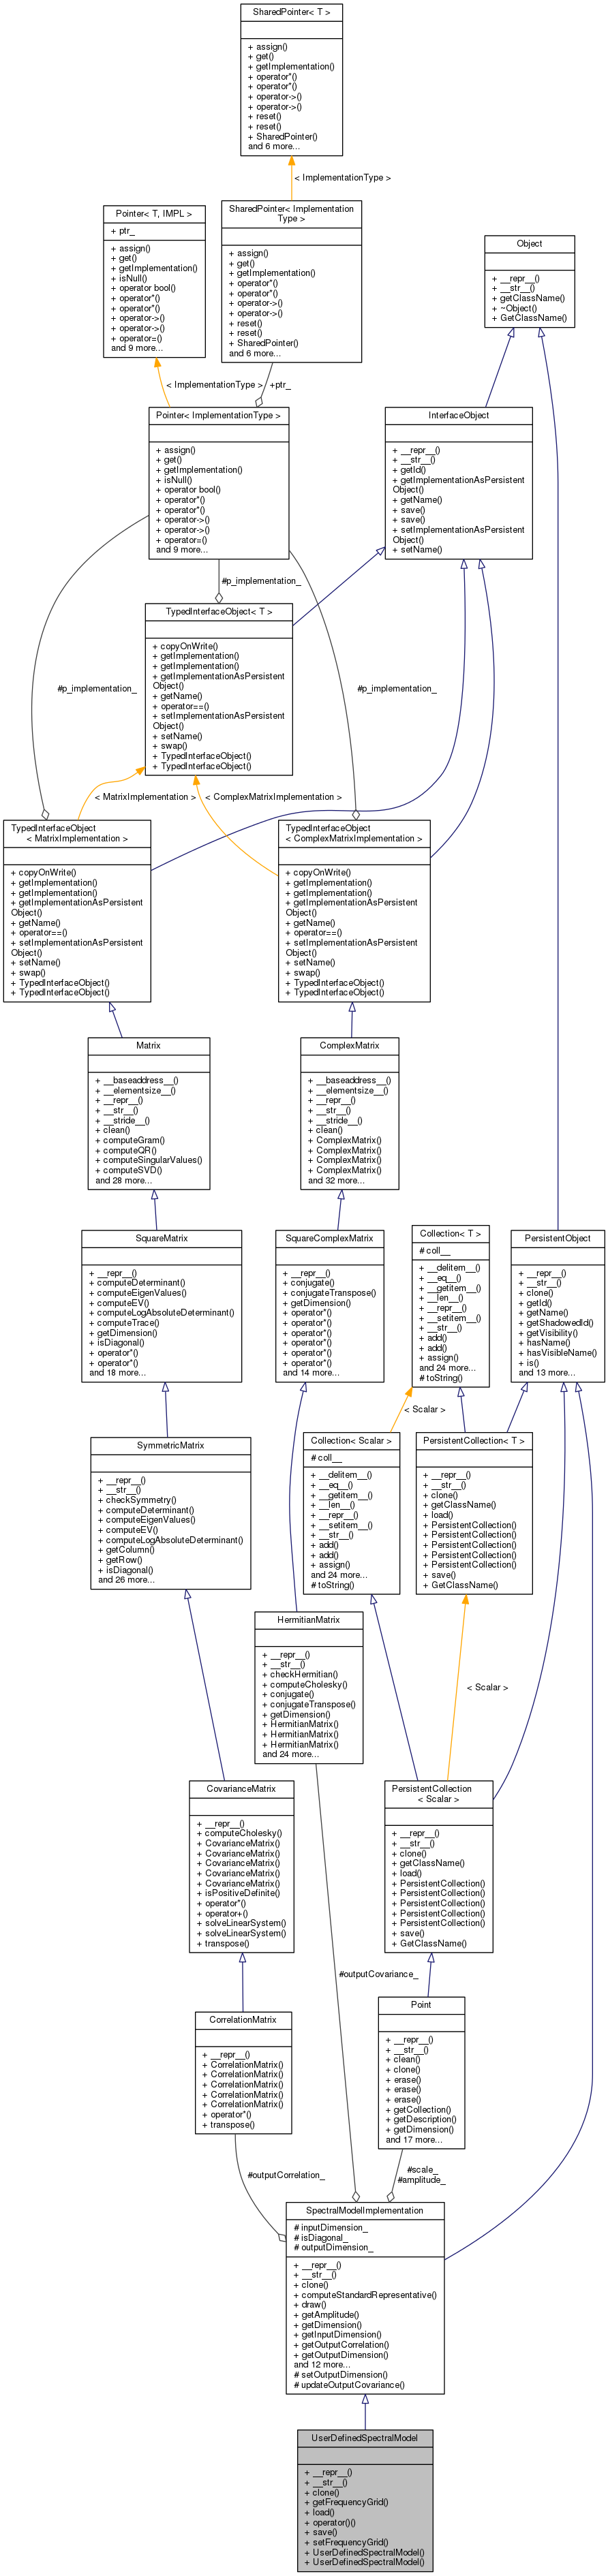 SharedPointer< T >
+ assign()
+ get()
+ getImplementation()
+ operator*()
+ operator*()
+ operator->()
+ operator->()
+ reset()
+ reset()
+ SharedPointer()
and 6 more...
< ImplementationType >
Pointer< T, IMPL >
+ ptr_
+ assign()
+ get()
+ getImplementation()
+ isNull()
+ operator bool()
+ operator*()
+ operator*()
+ operator->()
+ operator->()
+ operator=()
and 9 more...
SharedPointer< Implementation
Type >
+ assign()
+ get()
+ getImplementation()
+ operator*()
+ operator*()
+ operator->()
+ operator->()
+ reset()
+ reset()
+ SharedPointer()
and 6 more...
Object
+ __repr__()
+ __str__()
+ getClassName()
+ ~Object()
+ GetClassName()
< ImplementationType >
+ptr_
Pointer< ImplementationType >
+ assign()
+ get()
+ getImplementation()
+ isNull()
+ operator bool()
+ operator*()
+ operator*()
+ operator->()
+ operator->()
+ operator=()
and 9 more...
InterfaceObject
+ __repr__()
+ __str__()
+ getId()
+ getImplementationAsPersistent
Object()
+ getName()
+ save()
+ save()
+ setImplementationAsPersistent
Object()
+ setName()
#p_implementation_
TypedInterfaceObject< T >
+ copyOnWrite()
+ getImplementation()
+ getImplementation()
+ getImplementationAsPersistent
Object()
+ getName()
+ operator==()
+ setImplementationAsPersistent
Object()
+ setName()
+ swap()
+ TypedInterfaceObject()
+ TypedInterfaceObject()
#p_implementation_
#p_implementation_
< MatrixImplementation >
< ComplexMatrixImplementation >
TypedInterfaceObject
< MatrixImplementation >
+ copyOnWrite()
+ getImplementation()
+ getImplementation()
+ getImplementationAsPersistent
Object()
+ getName()
+ operator==()
+ setImplementationAsPersistent
Object()
+ setName()
+ swap()
+ TypedInterfaceObject()
+ TypedInterfaceObject()
TypedInterfaceObject
< ComplexMatrixImplementation >
+ copyOnWrite()
+ getImplementation()
+ getImplementation()
+ getImplementationAsPersistent
Object()
+ getName()
+ operator==()
+ setImplementationAsPersistent
Object()
+ setName()
+ swap()
+ TypedInterfaceObject()
+ TypedInterfaceObject()
Matrix
+ __baseaddress__()
+ __elementsize__()
+ __repr__()
+ __str__()
+ __stride__()
+ clean()
+ computeGram()
+ computeQR()
+ computeSingularValues()
+ computeSVD()
and 28 more...
ComplexMatrix
+ __baseaddress__()
+ __elementsize__()
+ __repr__()
+ __str__()
+ __stride__()
+ clean()
+ ComplexMatrix()
+ ComplexMatrix()
+ ComplexMatrix()
+ ComplexMatrix()
and 32 more...
SquareMatrix
+ __repr__()
+ computeDeterminant()
+ computeEigenValues()
+ computeEV()
+ computeLogAbsoluteDeterminant()
+ computeTrace()
+ getDimension()
+ isDiagonal()
+ operator*()
+ operator*()
and 18 more...
SquareComplexMatrix
+ __repr__()
+ conjugate()
+ conjugateTranspose()
+ getDimension()
+ operator*()
+ operator*()
+ operator*()
+ operator*()
+ operator*()
+ operator*()
and 14 more...
Collection< T >
# coll__
+ __delitem__()
+ __eq__()
+ __getitem__()
+ __len__()
+ __repr__()
+ __setitem__()
+ __str__()
+ add()
+ add()
+ assign()
and 24 more...
# toString()
PersistentObject
+ __repr__()
+ __str__()
+ clone()
+ getId()
+ getName()
+ getShadowedId()
+ getVisibility()
+ hasName()
+ hasVisibleName()
+ is()
and 13 more...
< Scalar >
SymmetricMatrix
+ __repr__()
+ __str__()
+ checkSymmetry()
+ computeDeterminant()
+ computeEigenValues()
+ computeEV()
+ computeLogAbsoluteDeterminant()
+ getColumn()
+ getRow()
+ isDiagonal()
and 26 more...
Collection< Scalar >
# coll__
+ __delitem__()
+ __eq__()
+ __getitem__()
+ __len__()
+ __repr__()
+ __setitem__()
+ __str__()
+ add()
+ add()
+ assign()
and 24 more...
# toString()
PersistentCollection< T >
+ __repr__()
+ __str__()
+ clone()
+ getClassName()
+ load()
+ PersistentCollection()
+ PersistentCollection()
+ PersistentCollection()
+ PersistentCollection()
+ PersistentCollection()
+ save()
+ GetClassName()
HermitianMatrix
+ __repr__()
+ __str__()
+ checkHermitian()
+ computeCholesky()
+ conjugate()
+ conjugateTranspose()
+ getDimension()
+ HermitianMatrix()
+ HermitianMatrix()
+ HermitianMatrix()
and 24 more...
< Scalar >
CovarianceMatrix
+ __repr__()
+ computeCholesky()
+ CovarianceMatrix()
+ CovarianceMatrix()
+ CovarianceMatrix()
+ CovarianceMatrix()
+ CovarianceMatrix()
+ isPositiveDefinite()
+ operator*()
+ operator+()
+ solveLinearSystem()
+ solveLinearSystem()
+ transpose()
PersistentCollection
< Scalar >
+ __repr__()
+ __str__()
+ clone()
+ getClassName()
+ load()
+ PersistentCollection()
+ PersistentCollection()
+ PersistentCollection()
+ PersistentCollection()
+ PersistentCollection()
+ save()
+ GetClassName()
#outputCovariance_
CorrelationMatrix
+ __repr__()
+ CorrelationMatrix()
+ CorrelationMatrix()
+ CorrelationMatrix()
+ CorrelationMatrix()
+ CorrelationMatrix()
+ operator*()
+ transpose()
Point
+ __repr__()
+ __str__()
+ clean()
+ clone()
+ erase()
+ erase()
+ erase()
+ getCollection()
+ getDescription()
+ getDimension()
and 17 more...
#outputCorrelation_
#scale_
#amplitude_
SpectralModelImplementation
# inputDimension_
# isDiagonal_
# outputDimension_
+ __repr__()
+ __str__()
+ clone()
+ computeStandardRepresentative()
+ draw()
+ getAmplitude()
+ getDimension()
+ getInputDimension()
+ getOutputCorrelation()
+ getOutputDimension()
and 12 more...
# setOutputDimension()
# updateOutputCovariance()
UserDefinedSpectralModel
+ __repr__()
+ __str__()
+ clone()
+ getFrequencyGrid()
+ load()
+ operator()()
+ save()
+ setFrequencyGrid()
+ UserDefinedSpectralModel()
+ UserDefinedSpectralModel()